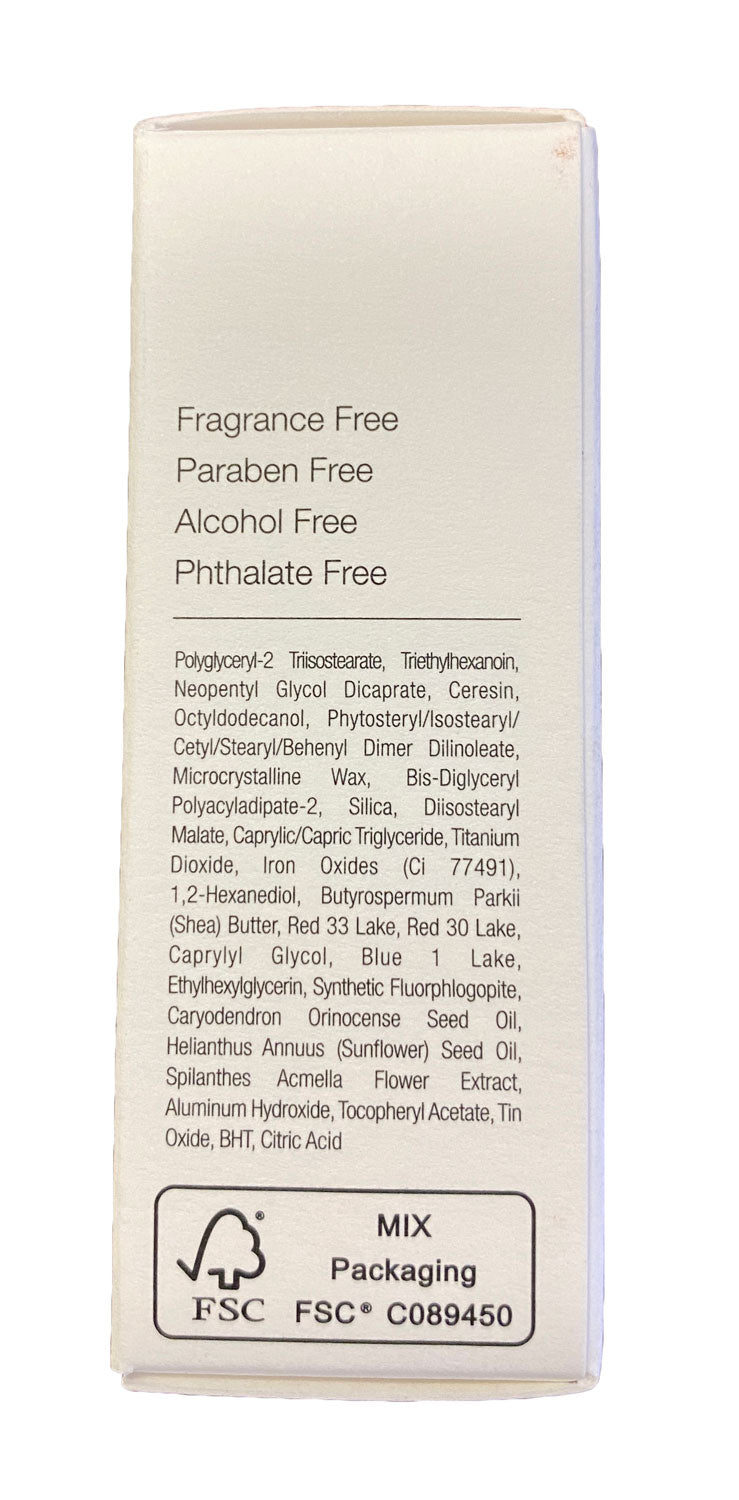 Fragrance Free
Paraben Free
Alcohol Free
Phthalate Free
Polyglyceryl-2 Triisostearate, Triethylhexanoin,
Neopentyl Glycol Dicaprate, Ceresin,
Octyldodecanol, Phytosteryl/Isostearyl/
Cetyl/Stearyl/Behenyl Dimer Dilinoleate,
Microcrystalline Wax, Bis-Diglyceryl
Polyacyladipate-2, Silica, Diisostearyl
Malate, Caprylic/Capric Triglyceride, Titanium
Dioxide, Iron Oxides (Ci 77491),
1,2-Hexanediol, Butyrospermum Parkii
(Shea) Butter, Red 33 Lake, Red 30 Lake,
Caprylyl Glycol, Blue 1 Lake,
Ethylhexylglycerin, Synthetic Fluorphlogopite,
Caryodendron Orinocense Seed Oil,
Helianthus Annuus (Sunflower) Seed Oil,
Spilanthes Acmella Flower Extract,
Aluminum Hydroxide, Tocopheryl Acetate, Tin
Oxide, BHT, Citric Acid
®
FSC
MIX
Packaging
FSC® C089450